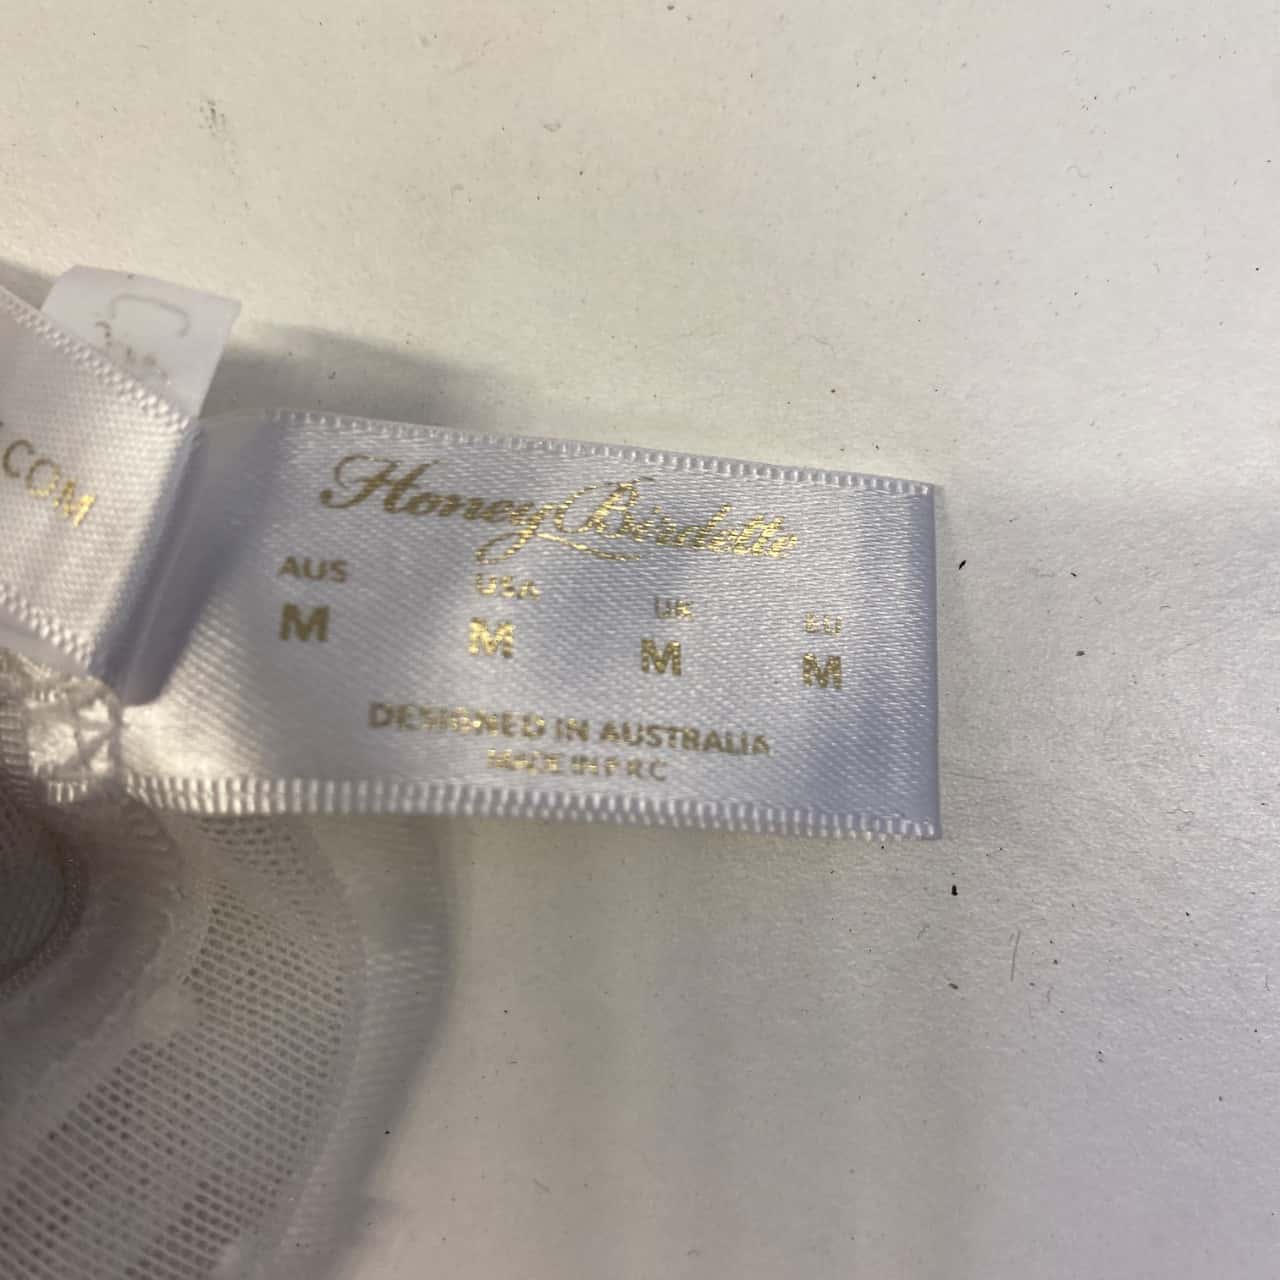 .COM
Honey Birdette
AUS USA UK EU
M M M M
DESIGNED IN AUSTRALIA
MADE IN PRC